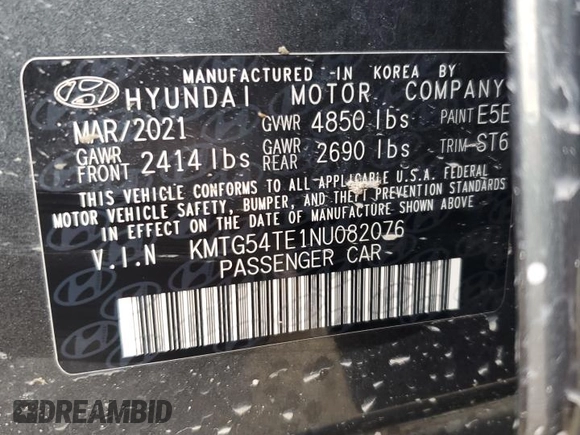 MANUFACTURED IN KOREA BY
HYUNDAI MOTOR COMPANY
MAR/2021 GVWR 4850 lbs PAINT E5E
GAWR FRONT 2414 lbs GAWR REAR 2690 lbs TRIM ST6
THIS VEHICLE CONFORMS TO ALL APPLICABLE U.S.A. FEDERAL
MOTOR VEHICLE SAFETY, BUMPER, AND THEFT PREVENTION STANDARDS
IN EFFECT ON THE DATE OF MANUFACTURE SHOWN ABOVE.
V.I.N KMTG54TE1NU082076
PASSENGER CAR
DREAMBID